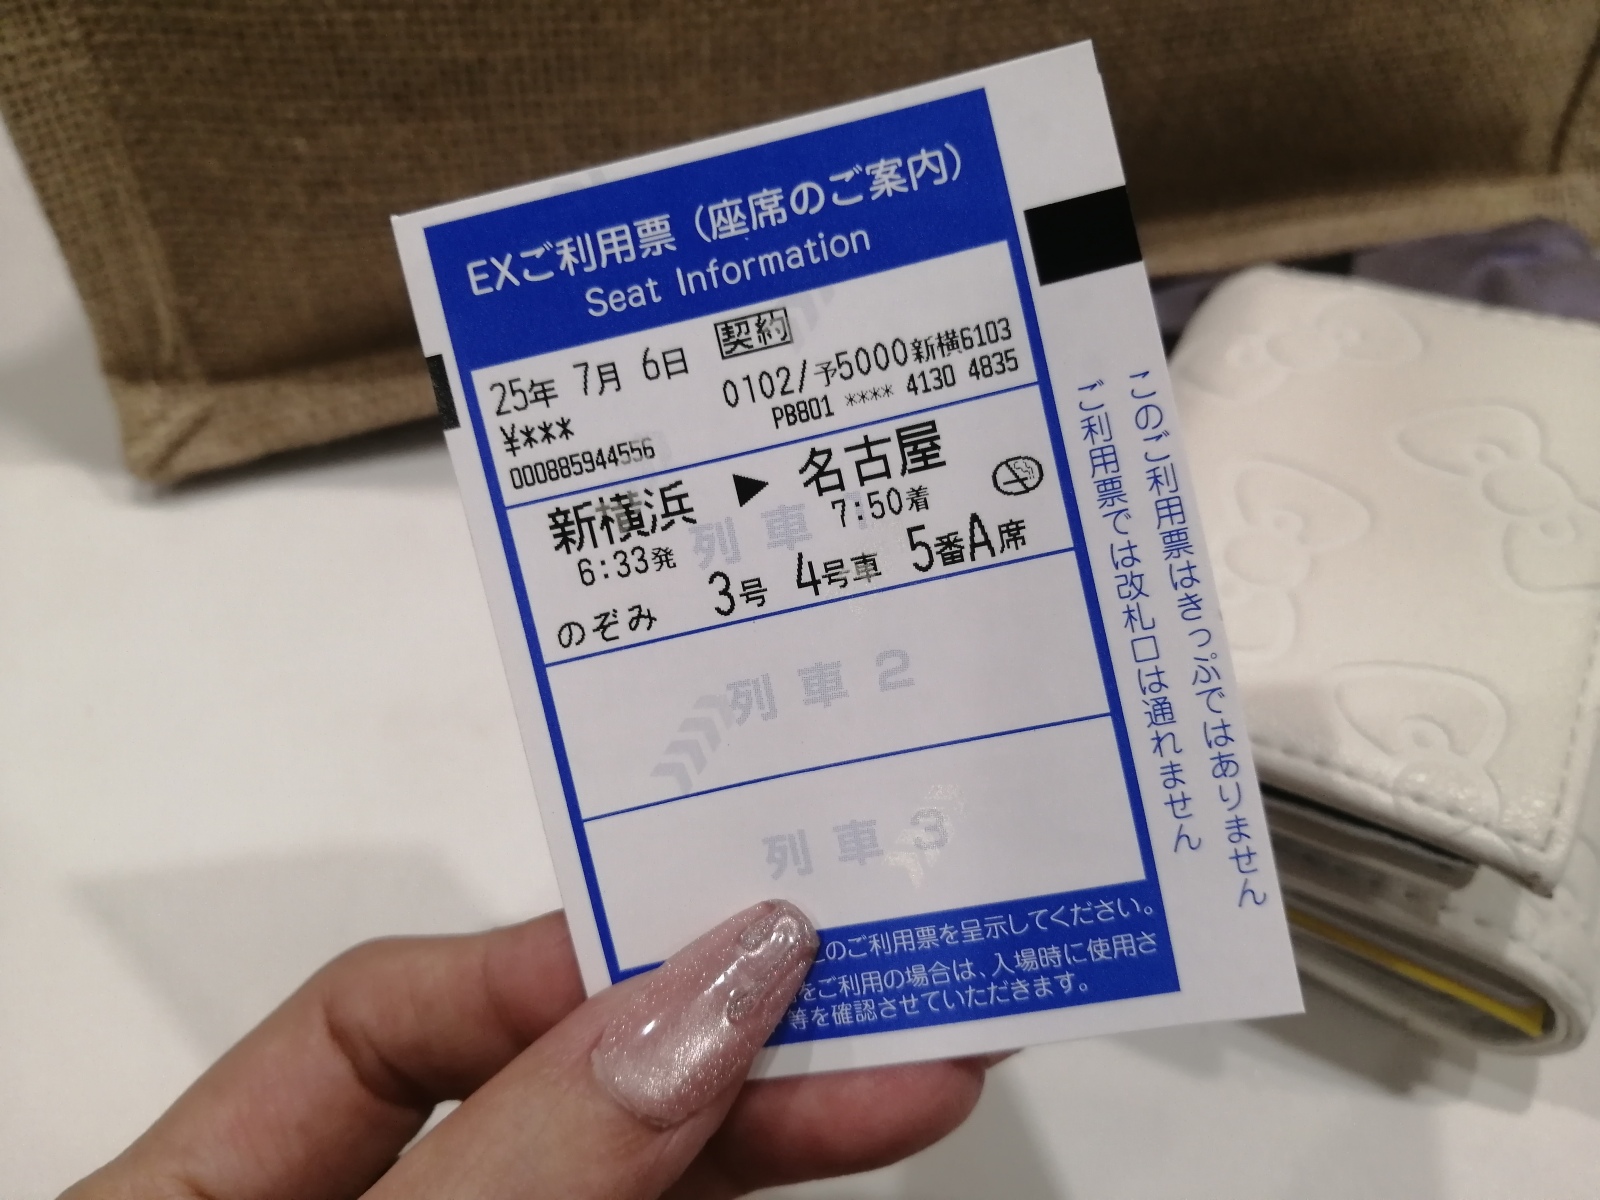 EXご利用票（座席のご案内）
Seat Information
契約
25年 7月 6日
0102/予5000新横6103
¥***
PB801 **** 4130 4835
000885944556
新横浜 ▶ 名古屋
6:33発 7:50着
のぞみ 3号 4号車 5番A席
列車 1
列車 2
列車 3
のご利用票を呈示してください。
をご利用の場合は、入場時に使用さ
等を確認させていただきます。
このご利用票はきっぷではありません
ご利用票では改札口は通れません